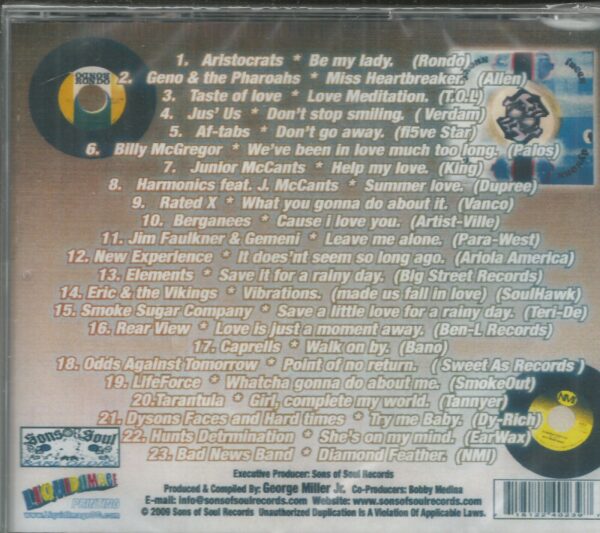 RONDO
1. Aristocrats * Be my lady. (Rondo)
2. Geno & the Pharoahs * Miss Heartbreaker. (Allen)
3. Taste of love * Love Meditation. (T.O.L)
4. Jus' Us * Don't stop smiling. ( Verdam)
5. Af-tabs * Don't go away. (fi5ve Star)
6. Billy McGregor * We've been in love much too long. (Palos)
7. Junior McCants * Help my love. (King)
8. Harmonics feat. J. McCants * Summer love. (Dupree)
9. Rated X * What you gonna do about it. (Vanco)
10. Berganees * Cause i love you. (Artist-Ville)
11. Jim Faulkner & Gemeni * Leave me alone. (Para-West)
12. New Experience * It does'nt seem so long ago. (Ariola America)
13. Elements * Save it for a rainy day. (Big Street Records)
14. Eric & the Vikings * Vibrations. (made us fall in love) (SoulHawk)
15. Smoke Sugar Company * Save a little love for a rainy day. (Teri-De)
16. Rear View * Love is just a moment away. (Ben-L Records)
17. Caprells * Walk on by. (Bano)
18. Odds Against Tomorrow * Point of no return. ( Sweet As Records )
19. LifeForce * Whatcha gonna do about me. (SmokeOut)
20.Tarantula * Girl, complete my world. (Tannyer)
21. Dysons Faces and Hard times * Try me Baby. (Dy-Rich)
22. Hunts Detrmination * She's on my mind. (EarWax)
23. Bad News Band * Diamond Feather. (NMI)
NMI
Sons of Soul
LIQUID IMAGE
PRINTING
Executive Producer: Sons of Soul Records
Produced & Compiled By: George Miller Jr. Co-Producers: Bobby Medina
E-mail: info@sonsofsoulrecords.com Website: www.sonsofsoulrecords.com
© 2009 Sons of Soul Records Unauthorized Duplication Is A Violation Of Applicable Laws.